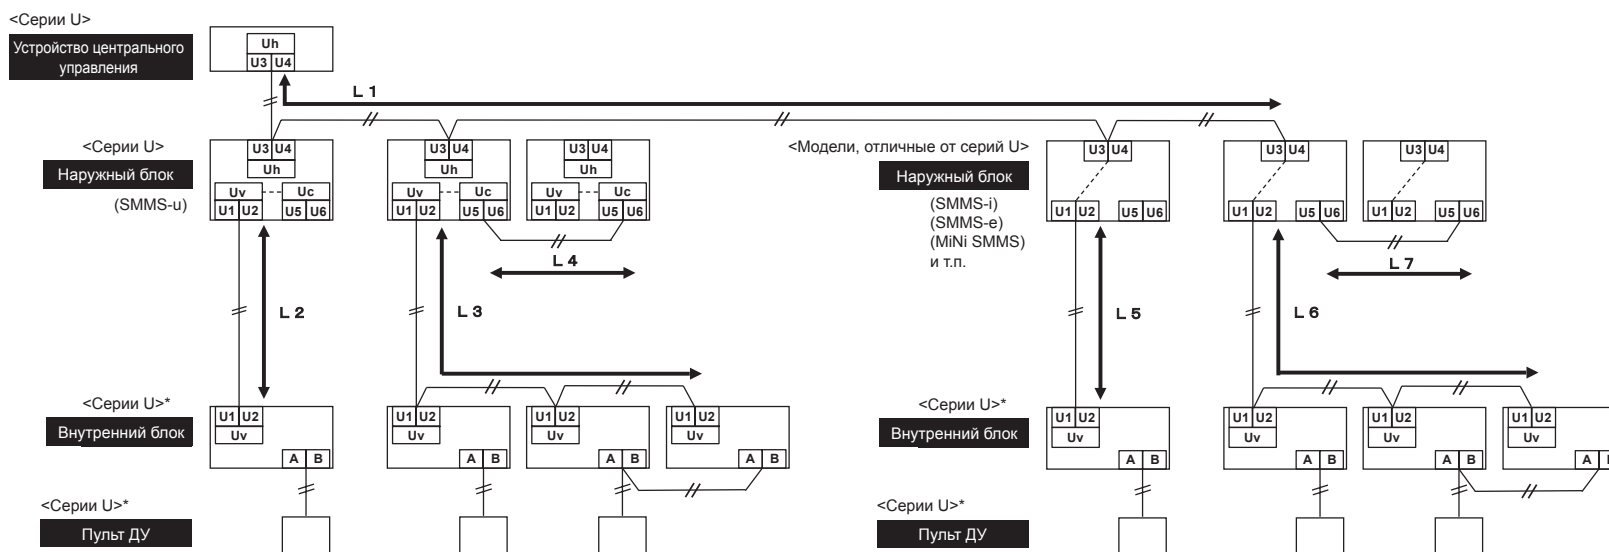 <Серии U>
Устройство центрального
управления
Uh
U3 U4
L 1
<Серии U>
Наружный блок
(SMMS-u)
U3 U4
Uh
Uv Uc
U1 U2 U5 U6
U3 U4
Uh
Uv Uc
U1 U2 U5 U6
U3 U4
Uh
Uv Uc
U1 U2 U5 U6
<Модели, отличные от серий U>
Наружный блок
(SMMS-i)
(SMMS-e)
(MiNi SMMS)
и т.п.
U3 U4
U1 U2 U5 U6
U3 U4
U1 U2 U5 U6
U3 U4
U1 U2 U5 U6
L 4
L 7
L 2
L 3
L 5
L 6
<Серии U>*
Внутренний блок
U1 U2
Uv
A B
U1 U2
Uv
A B
U1 U2
Uv
A B
U1 U2
Uv
A B
<Серии U>*
Внутренний блок
U1 U2
Uv
A B
U1 U2
Uv
A B
U1 U2
Uv
A B
U1 U2
Uv
A
<Серии U>*
Пульт ДУ
<Серии U>*
Пульт ДУ